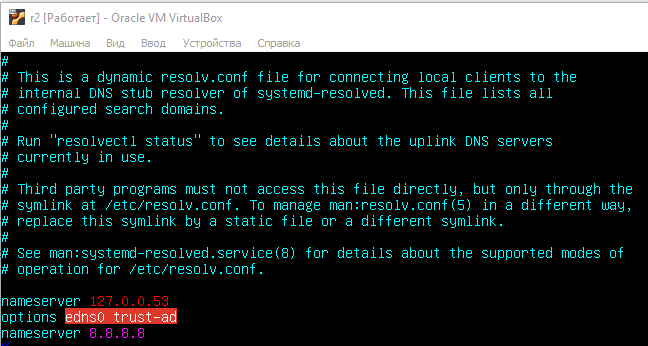 r2 [Работает] - Oracle VM VirtualBox
Файл Машина Вид Ввод Устройства Справка
#
# This is a dynamic resolv.conf file for connecting local clients to the
# internal DNS stub resolver of systemd-resolved. This file lists all
# configured search domains.
#
# Run "resolvectl status" to see details about the uplink DNS servers
# currently in use.
#
# Third party programs must not access this file directly, but only through the
# symlink at /etc/resolv.conf. To manage man:resolv.conf(5) in a different way,
# replace this symlink by a static file or a different symlink.
#
# See man:systemd-resolved.service(8) for details about the supported modes of
# operation for /etc/resolv.conf.
nameserver 127.0.0.53
options edns0 trust-ad
nameserver 8.8.8.8